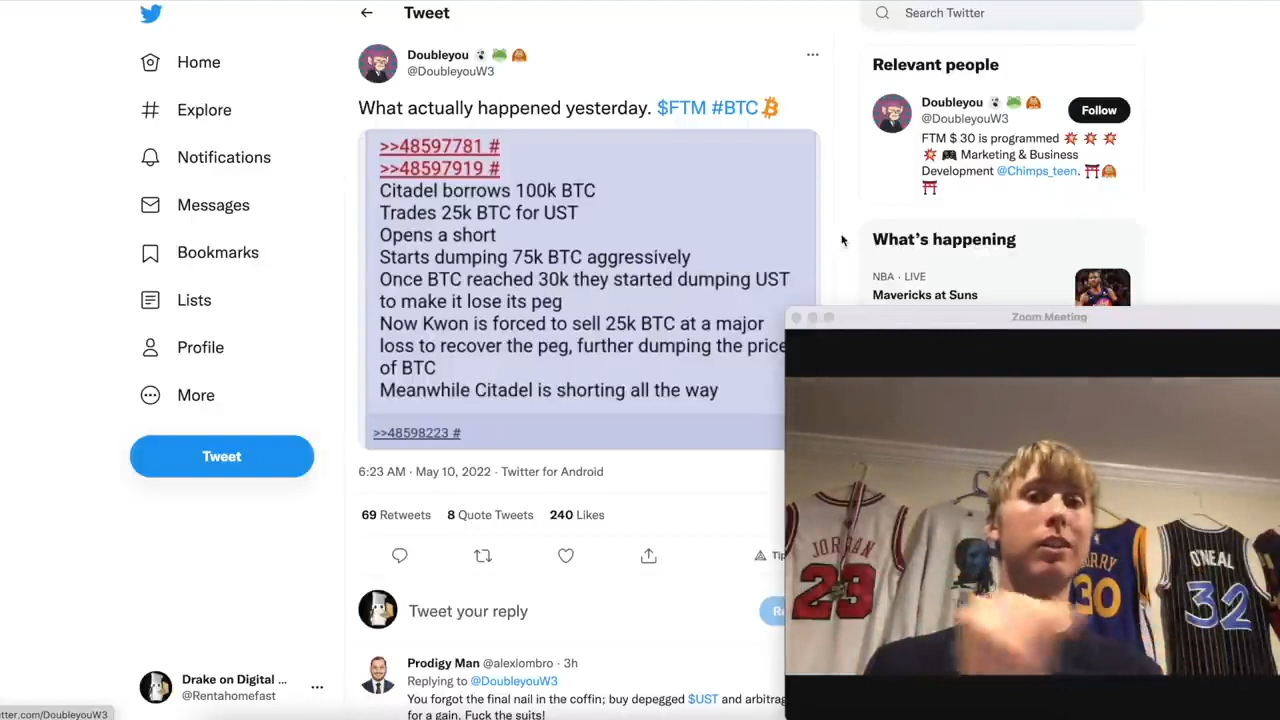 Tweet
Search Twitter
Home
Explore
Notifications
Messages
Bookmarks
Lists
Profile
More
Tweet
Drake on Digital ...
@Rentahomefast
tter.com/DoubleyouW3
Doubleyou
@DoubleyouW3
What actually happened yesterday. $FTM #BTC
>>48597781 #
>>48597919 #
Citadel borrows 100k BTC
Trades 25k BTC for UST
Opens a short
Starts dumping 75k BTC aggressively
Once BTC reached 30k they started dumping UST
to make it lose its peg
Now Kwon is forced to sell 25k BTC at a major
loss to recover the peg, further dumping the price
of BTC
Meanwhile Citadel is shorting all the way
>>48598223 #
6:23 AM · May 10, 2022 · Twitter for Android
69 Retweets 8 Quote Tweets 240 Likes
Tip
Tweet your reply
Re
Prodigy Man @alexlombro · 3h
Replying to @DoubleyouW3
You forgot the final nail in the coffin; buy depegged $UST and arbitrag
for a gain. Fuck the suits!
Relevant people
Doubleyou
@DoubleyouW3
Follow
FTM $ 30 is programmed
Marketing & Business
Development @Chimps_teen.
What's happening
NBA · LIVE
Mavericks at Suns
Zoom Meeting
JORDAN
23
RRY
30
O'NEAL
32